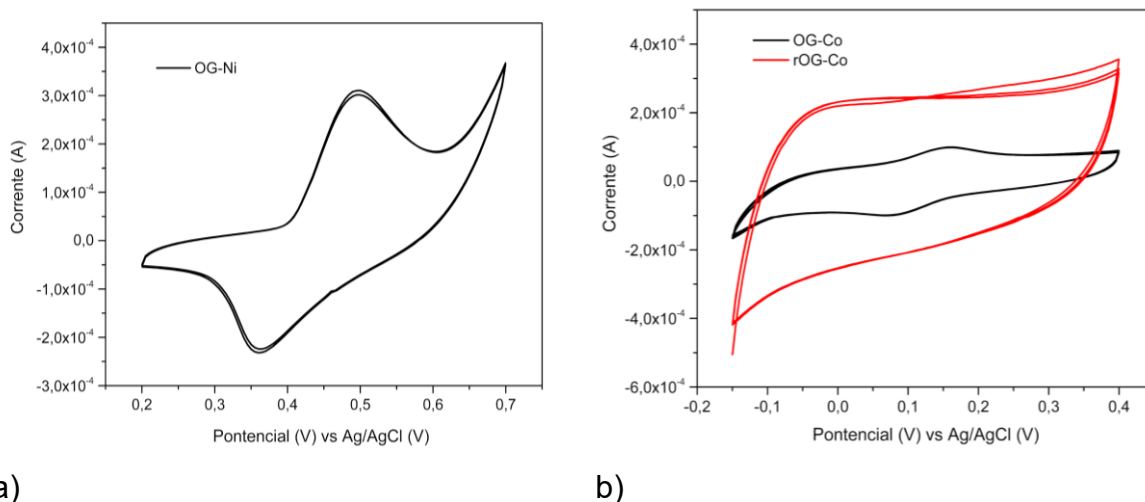 OG-Ni
4,0x10-4
3,0x10-4
2,0x10-4
1,0x10-4
0,0
-1,0x10-4
-2,0x10-4
-3,0x10-4
Corrente (A)
0,2 0,3 0,4 0,5 0,6 0,7
Pontencial (V) vs Ag/AgCl (V)
a)
OG-Co
rOG-Co
4,0x10-4
2,0x10-4
0,0
-2,0x10-4
-4,0x10-4
-6,0x10-4
Corrente (A)
-0,2 -0,1 0,0 0,1 0,2 0,3 0,4
Pontencial (V) vs Ag/AgCl (V)
b)